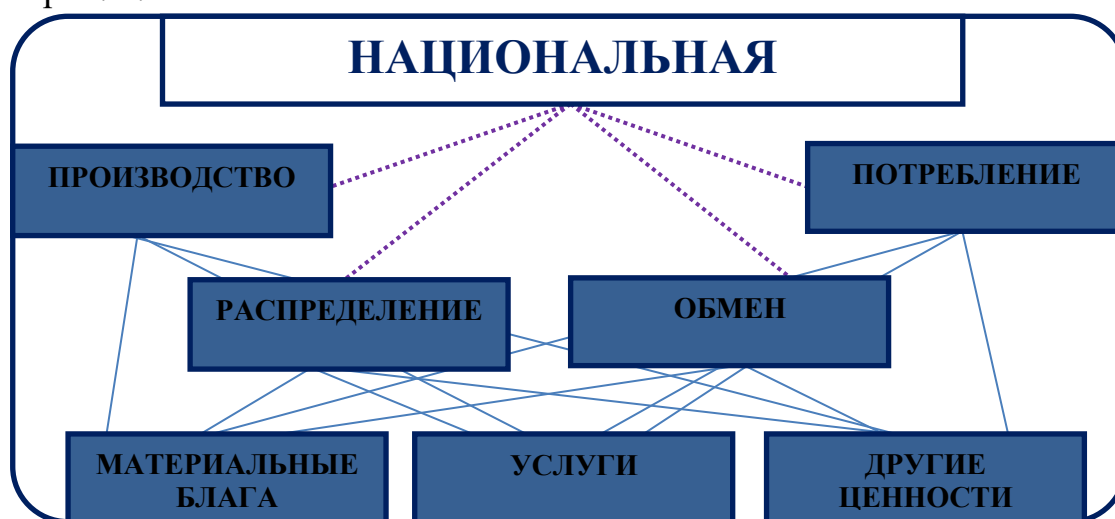 НАЦИОНАЛЬНАЯ
ПРОИЗВОДСТВО
ПОТРЕБЛЕНИЕ
РАСПРЕДЕЛЕНИЕ
ОБМЕН
МАТЕРИАЛЬНЫЕ
БЛАГА
УСЛУГИ
ДРУГИЕ
ЦЕННОСТИ